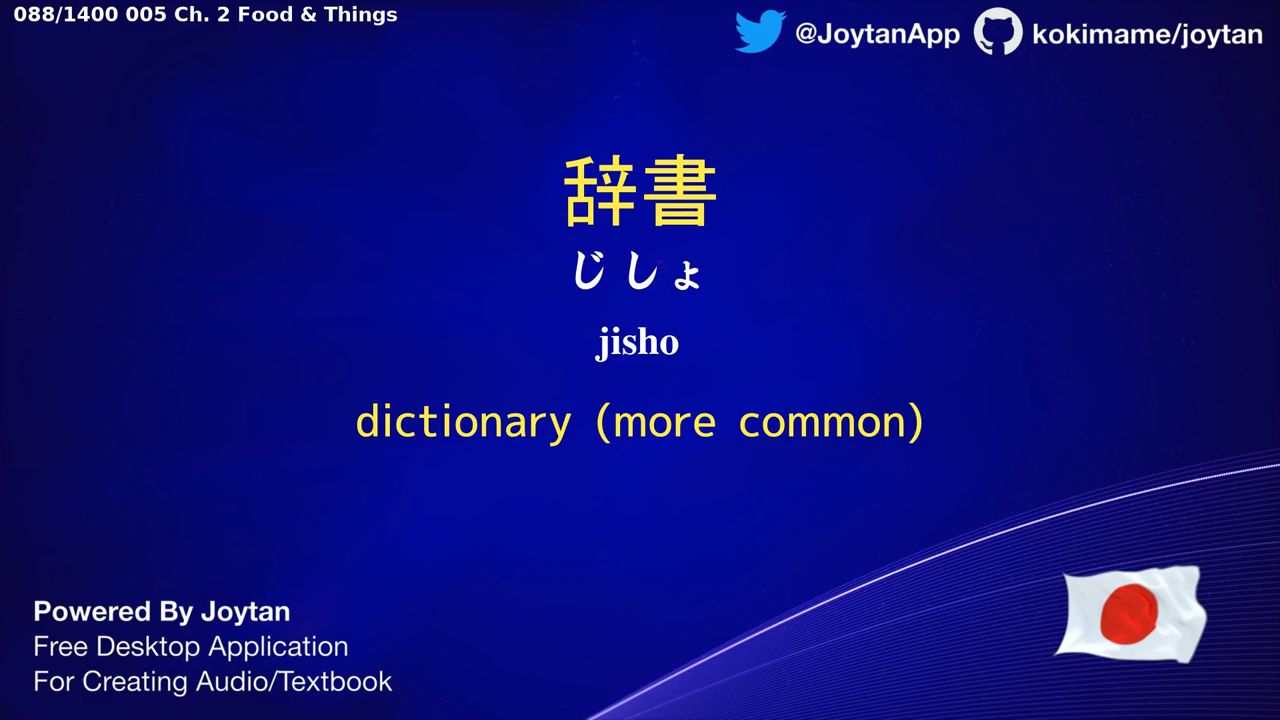 088/1400 005 Ch. 2 Food & Things
@JoytanApp kokimame/joytan
辞書
じしょ
jisho
dictionary (more common)
Powered By Joytan
Free Desktop Application
For Creating Audio/Textbook